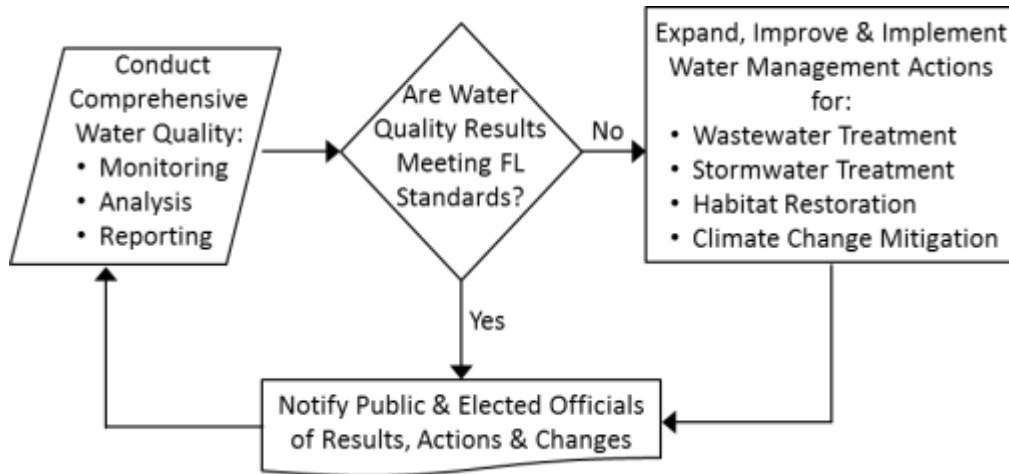 Conduct
Comprehensive
Water Quality:
• Monitoring
• Analysis
• Reporting
Are Water
Quality Results
Meeting FL
Standards?
No
Expand, Improve & Implement
Water Management Actions
for:
• Wastewater Treatment
• Stormwater Treatment
• Habitat Restoration
• Climate Change Mitigation
Yes
Notify Public & Elected Officials
of Results, Actions & Changes